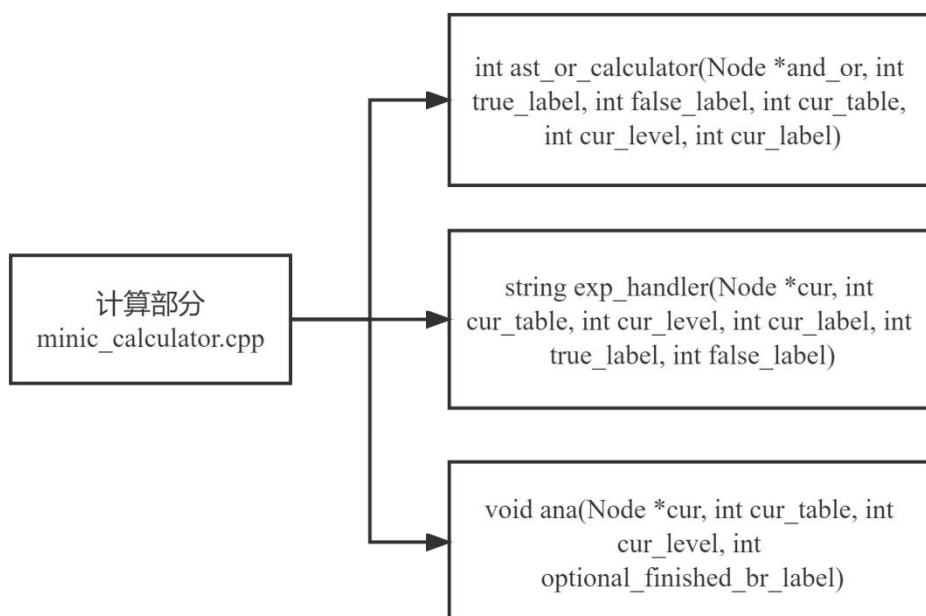 int ast_or_calculator(Node *and_or, int
true_label, int false_label, int cur_table,
int cur_level, int cur_label)
计算部分
minic_calculator.cpp
string exp_handler(Node *cur, int
cur_table, int cur_level, int cur_label, int
true_label, int false_label)
void ana(Node *cur, int cur_table, int
cur_level, int
optional_finished_br_label)